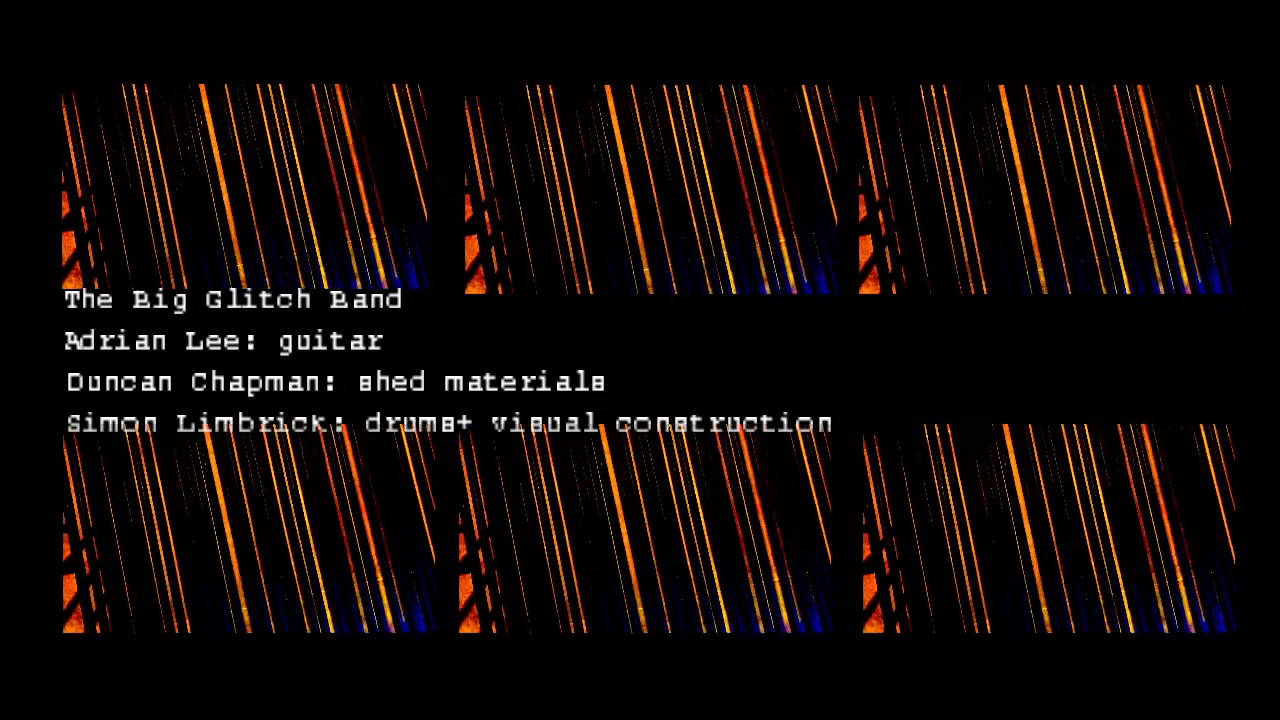 The Big Glitch Band
Adrian Lee: guitar
Duncan Chapman: shed materials
Simon Limbrick: drums+ visual construction